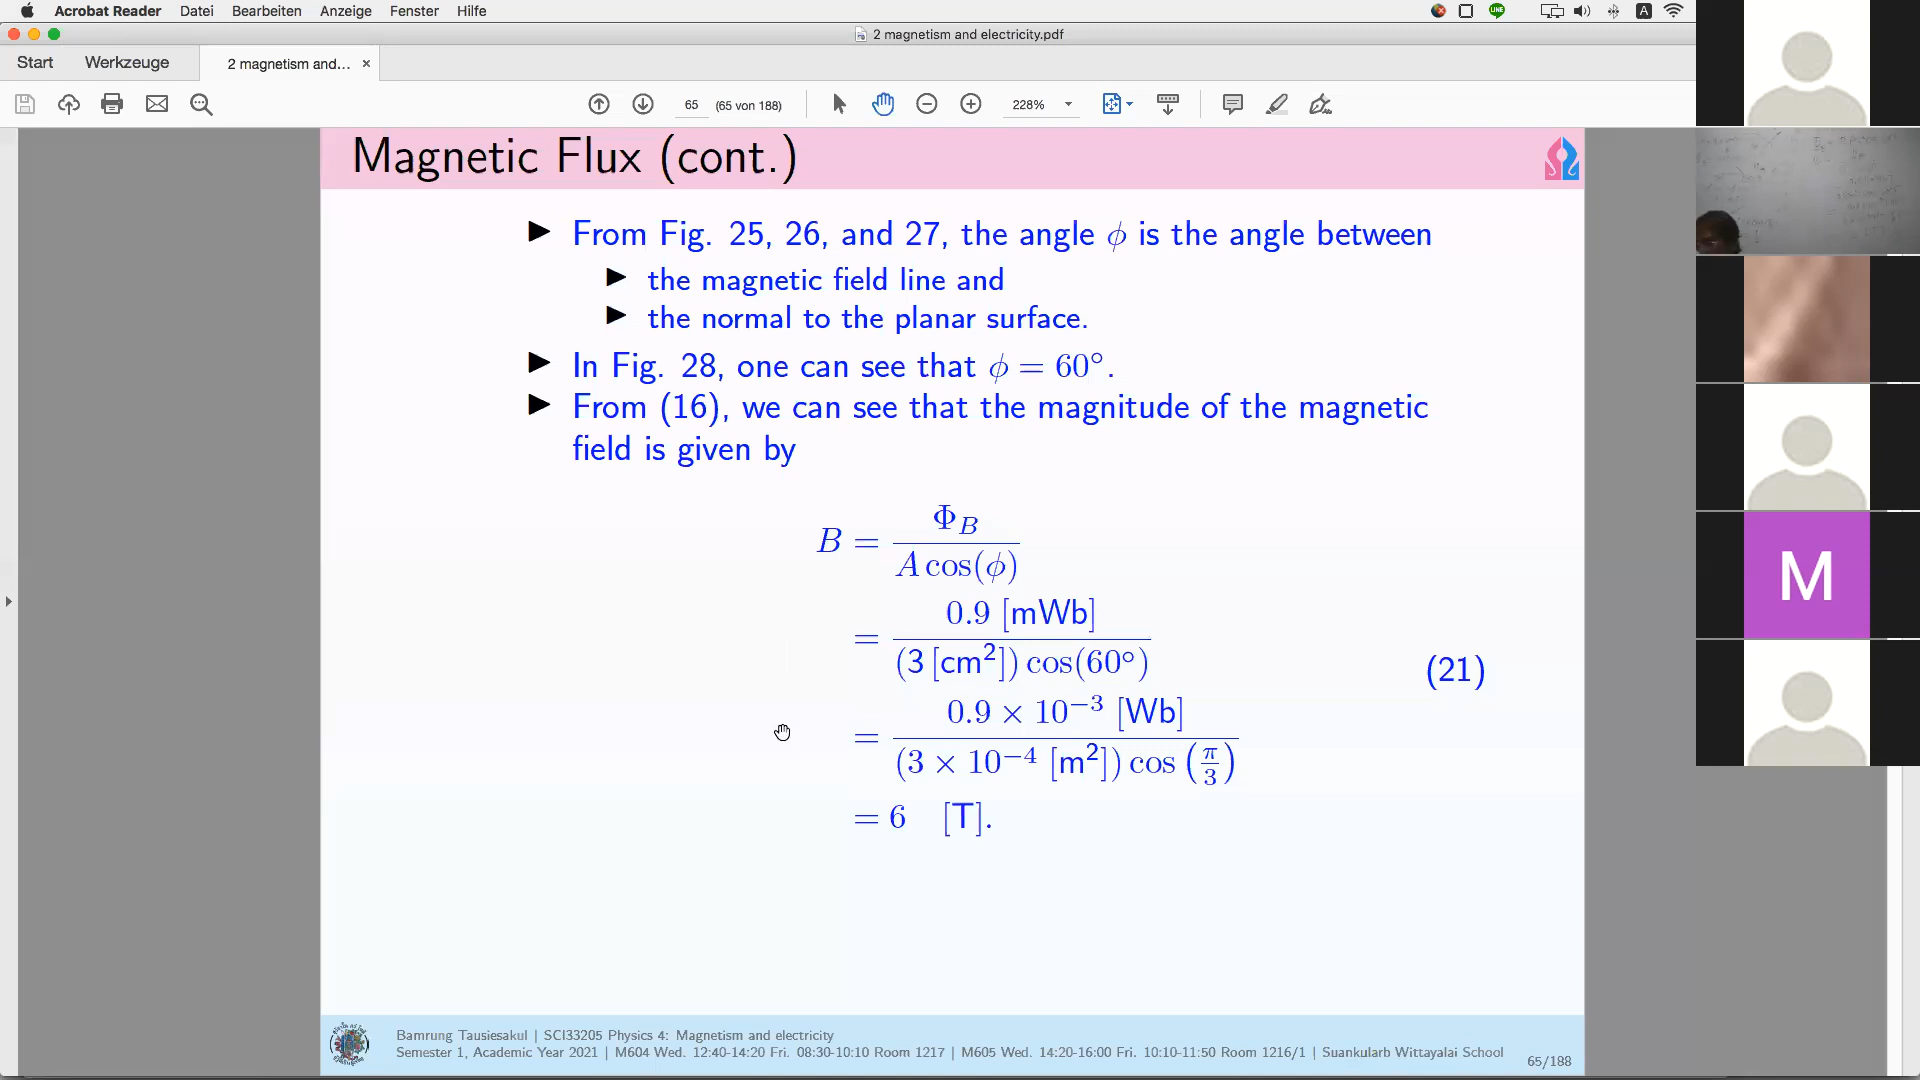 Acrobat Reader Datei Bearbeiten Anzeige Fenster Hilfe
LINE A
2 magnetism and electricity.pdf
Start Werkzeuge 2 magnetism and... ×
65 (65 von 188) 228%
Magnetic Flux (cont.)
▶ From Fig. 25, 26, and 27, the angle ϕ is the angle between
▶ the magnetic field line and
▶ the normal to the planar surface.
▶ In Fig. 28, one can see that ϕ = 60°.
▶ From (16), we can see that the magnitude of the magnetic
field is given by
B = Φ_B / (A cos(ϕ))
= 0.9 [mWb] / ((3 [cm²]) cos(60°))
= 0.9 × 10⁻³ [Wb] / ((3 × 10⁻⁴ [m²]) cos(π/3))
= 6 [T].
(21)
M
Bamrung Tausiesakul | SCI33205 Physics 4: Magnetism and electricity
Semester 1, Academic Year 2021 | M604 Wed. 12:40-14:20 Fri. 08:30-10:10 Room 1217 | M605 Wed. 14:20-16:00 Fri. 10:10-11:50 Room 1216/1 | Suankularb Wittayalai School
65/188